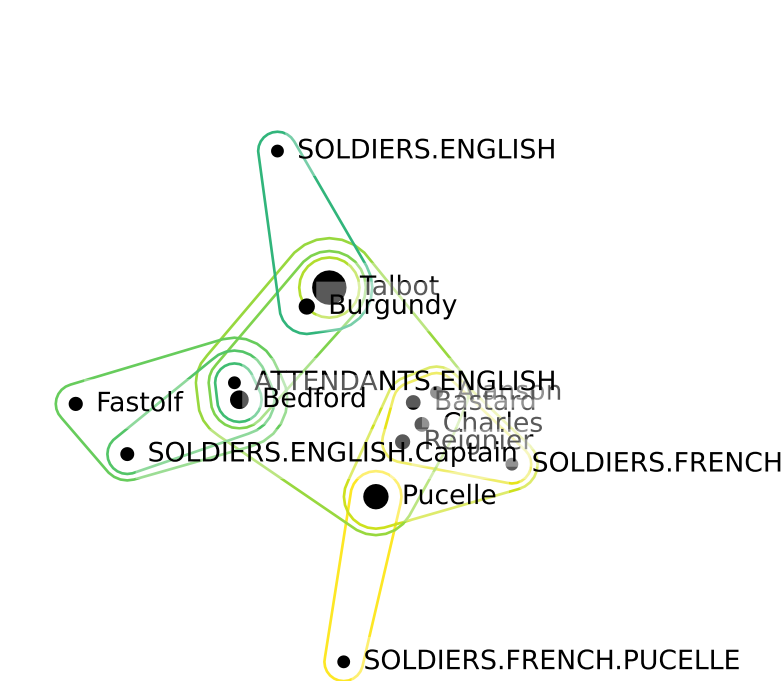 SOLDIERS.ENGLISH
Talbot
Burgundy
ATTENDANTS.ENGLISH
Alanson
Bedford
Bastard
Fastolf
Charles
Reignier
SOLDIERS.ENGLISH.Captain
SOLDIERS.FRENCH
Pucelle
SOLDIERS.FRENCH.PUCELLE